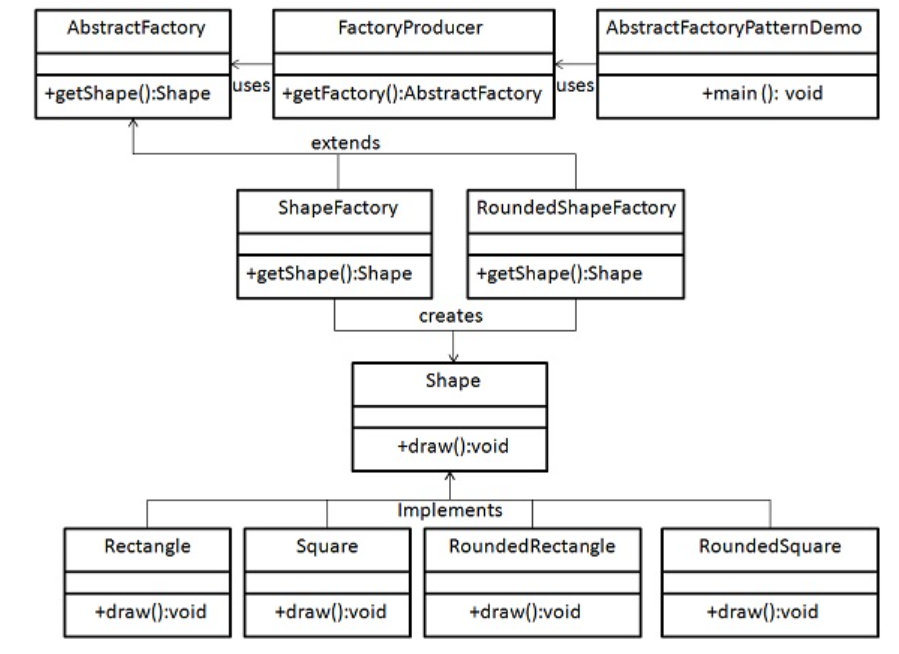 AbstractFactory
+getShape():Shape
uses
FactoryProducer
+getFactory():AbstractFactory
uses
AbstractFactoryPatternDemo
+main (): void
extends
ShapeFactory
+getShape():Shape
RoundedShapeFactory
+getShape():Shape
creates
Shape
+draw():void
Implements
Rectangle
+draw():void
Square
+draw():void
RoundedRectangle
+draw():void
RoundedSquare
+draw():void